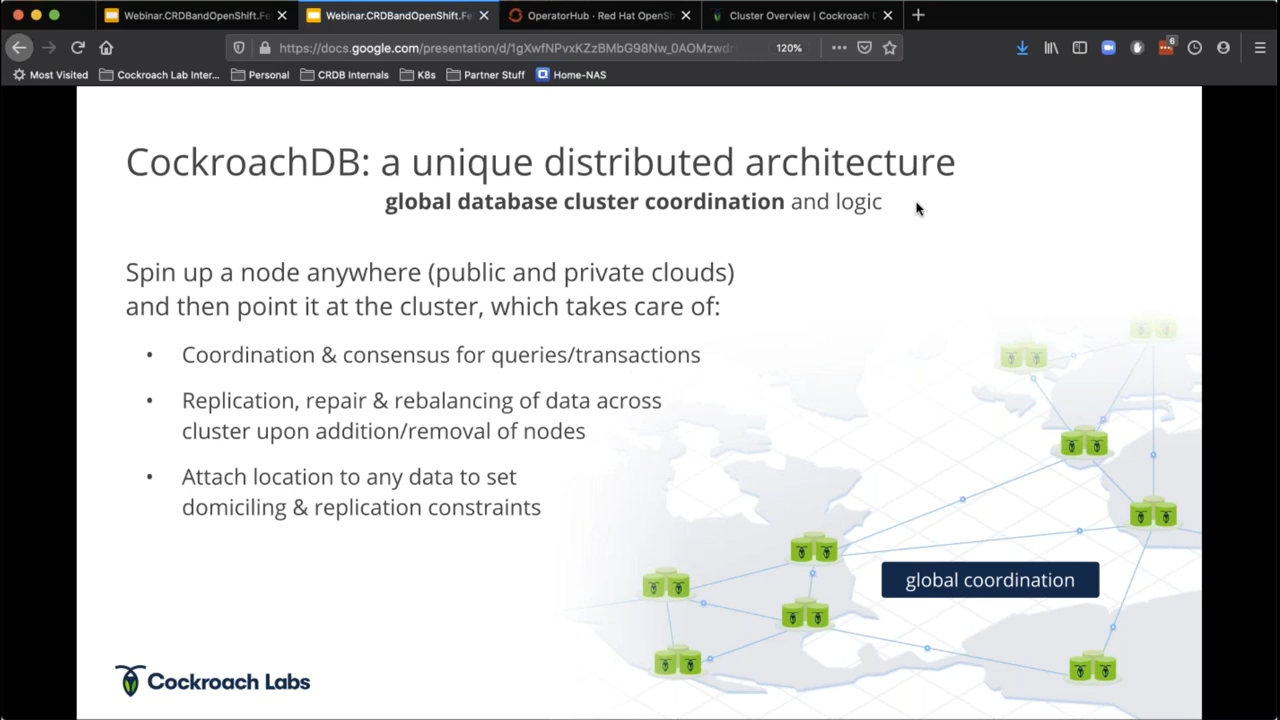 Webinar.CRDBandOpenShift.Fe
Webinar.CRDBandOpenShift.F
OperatorHub · Red Hat OpenSh
Cluster Overview | Cockroach C
https://docs.google.com/presentation/d/1gXwfNPvxKZzBMbG98Nw_0AOMzwdr
120%
6
Most Visited
Cockroach Lab Inter...
Personal
CRDB Internals
K8s
Partner Stuff
Home-NAS
CockroachDB: a unique distributed architecture
global database cluster coordination and logic
Spin up a node anywhere (public and private clouds)
and then point it at the cluster, which takes care of:
• Coordination & consensus for queries/transactions
• Replication, repair & rebalancing of data across
cluster upon addition/removal of nodes
• Attach location to any data to set
domiciling & replication constraints
global coordination
Cockroach Labs